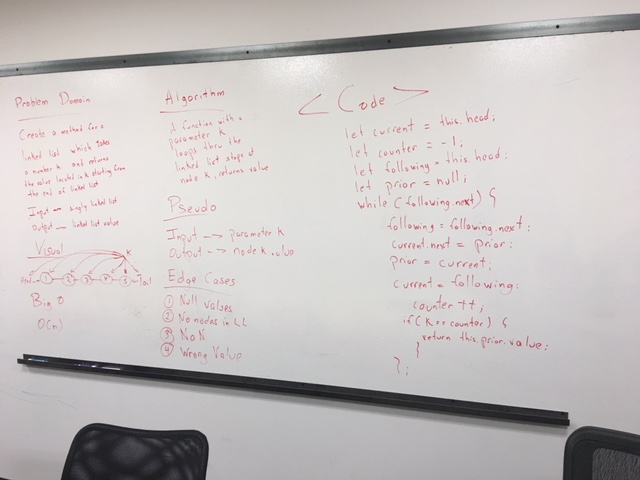 Problem Domain
Create a method for a
linked list which takes
a number k and returns
the value located in k starting from
the end of linked list
Input → singly linked list
Output → linked list value
Visual
K
Head → 1 2 3 4 5 → Tail
Big O
O(n)
Algorithm
A function with a
parameter K
loops thru the
linked list stops at
node K, returns value
Pseudo
Input --> parameter K
Output --> node K.value
Edge Cases
1 Null Values
2 No nodes in LL
3 NaN
4 Wrong Value
< Code >
let current = this.head;
let counter = -1;
let following = this.head;
let prior = null;
while (following.next) {
following = following.next;
current.next = prior;
prior = current;
current = following;
counter ++;
if (K == counter) {
return this.prior.value;
}
};